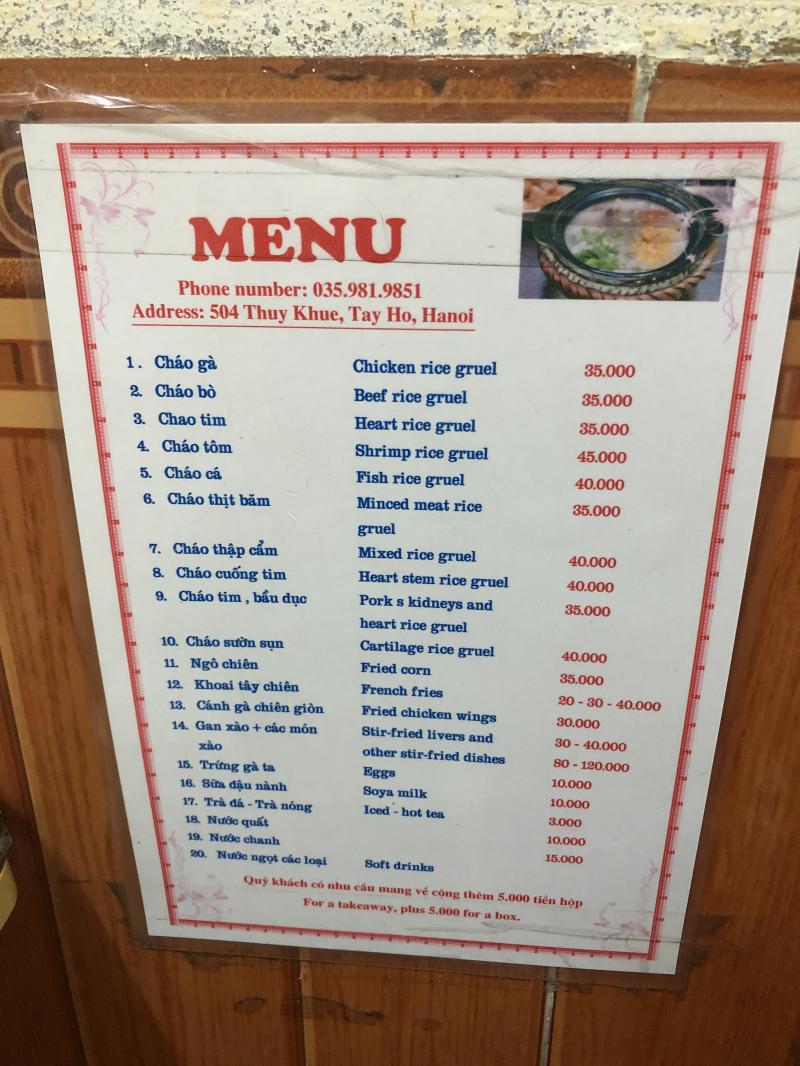 MENU
Phone number: 035.981.9851
Address: 504 Thuy Khue, Tay Ho, Hanoi
1. Cháo gà Chicken rice gruel 35.000
2. Cháo bò Beef rice gruel 35.000
3. Chao tim Heart rice gruel 35.000
4. Cháo tôm Shrimp rice gruel 45.000
5. Cháo cá Fish rice gruel 40.000
6. Cháo thịt băm Minced meat rice 35.000
gruel
7. Cháo thập cẩm Mixed rice gruel 40.000
8. Cháo cuống tim Heart stem rice gruel 40.000
9. Cháo tim , bầu dục Pork s kidneys and 35.000
heart rice gruel
10. Cháo sườn sụn Cartilage rice gruel 40.000
11. Ngô chiên Fried corn 35.000
12. Khoai tây chiên French fries 20 - 30 - 40.000
13. Cánh gà chiên giòn Fried chicken wings 30.000
14. Gan xào + các món Stir-fried livers and 30 - 40.000
xào other stir-fried dishes 80 - 120.000
15. Trứng gà ta Eggs 10.000
16. Sữa đậu nành Soya milk 10.000
17. Trà đá - Trà nóng Iced - hot tea 3.000
18. Nước quất 10.000
19. Nước chanh 15.000
20. Nước ngọt các loại Soft drinks
Quý khách có nhu cầu mang về cộng thêm 5.000 tiền hộp
For a takeaway, plus 5.000 for a box.